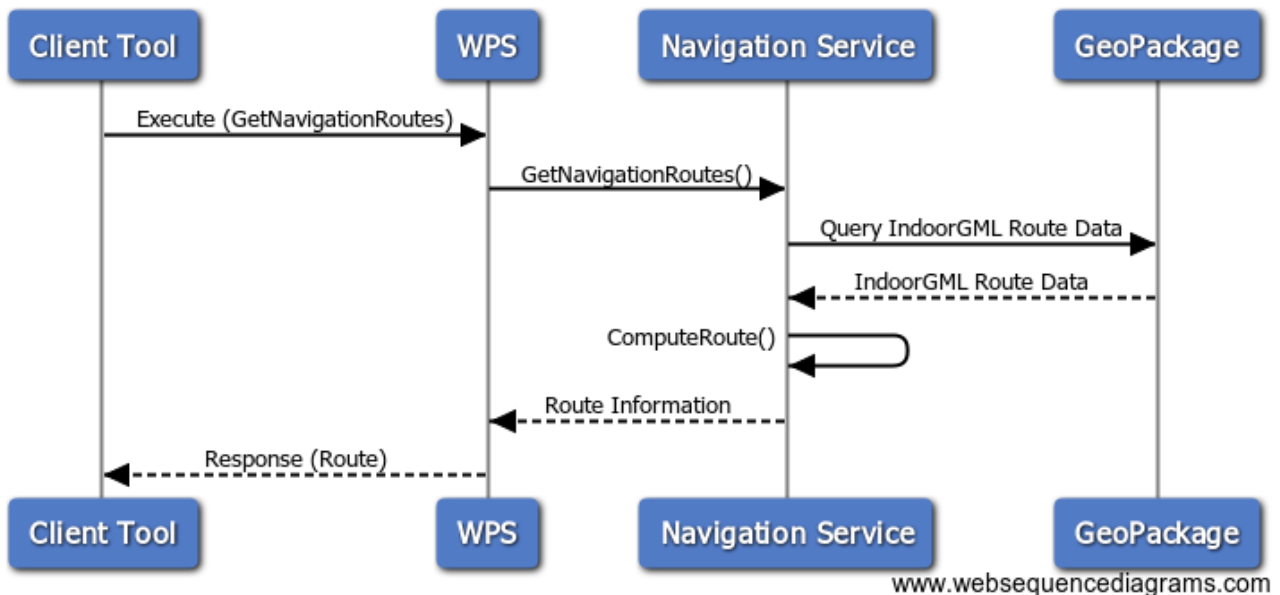 Client Tool WPS Navigation Service GeoPackage
Execute (GetNavigationRoutes)
GetNavigationRoutes()
Query IndoorGML Route Data
IndoorGML Route Data
ComputeRoute()
Route Information
Response (Route)
Client Tool WPS Navigation Service GeoPackage
www.websequencediagrams.com